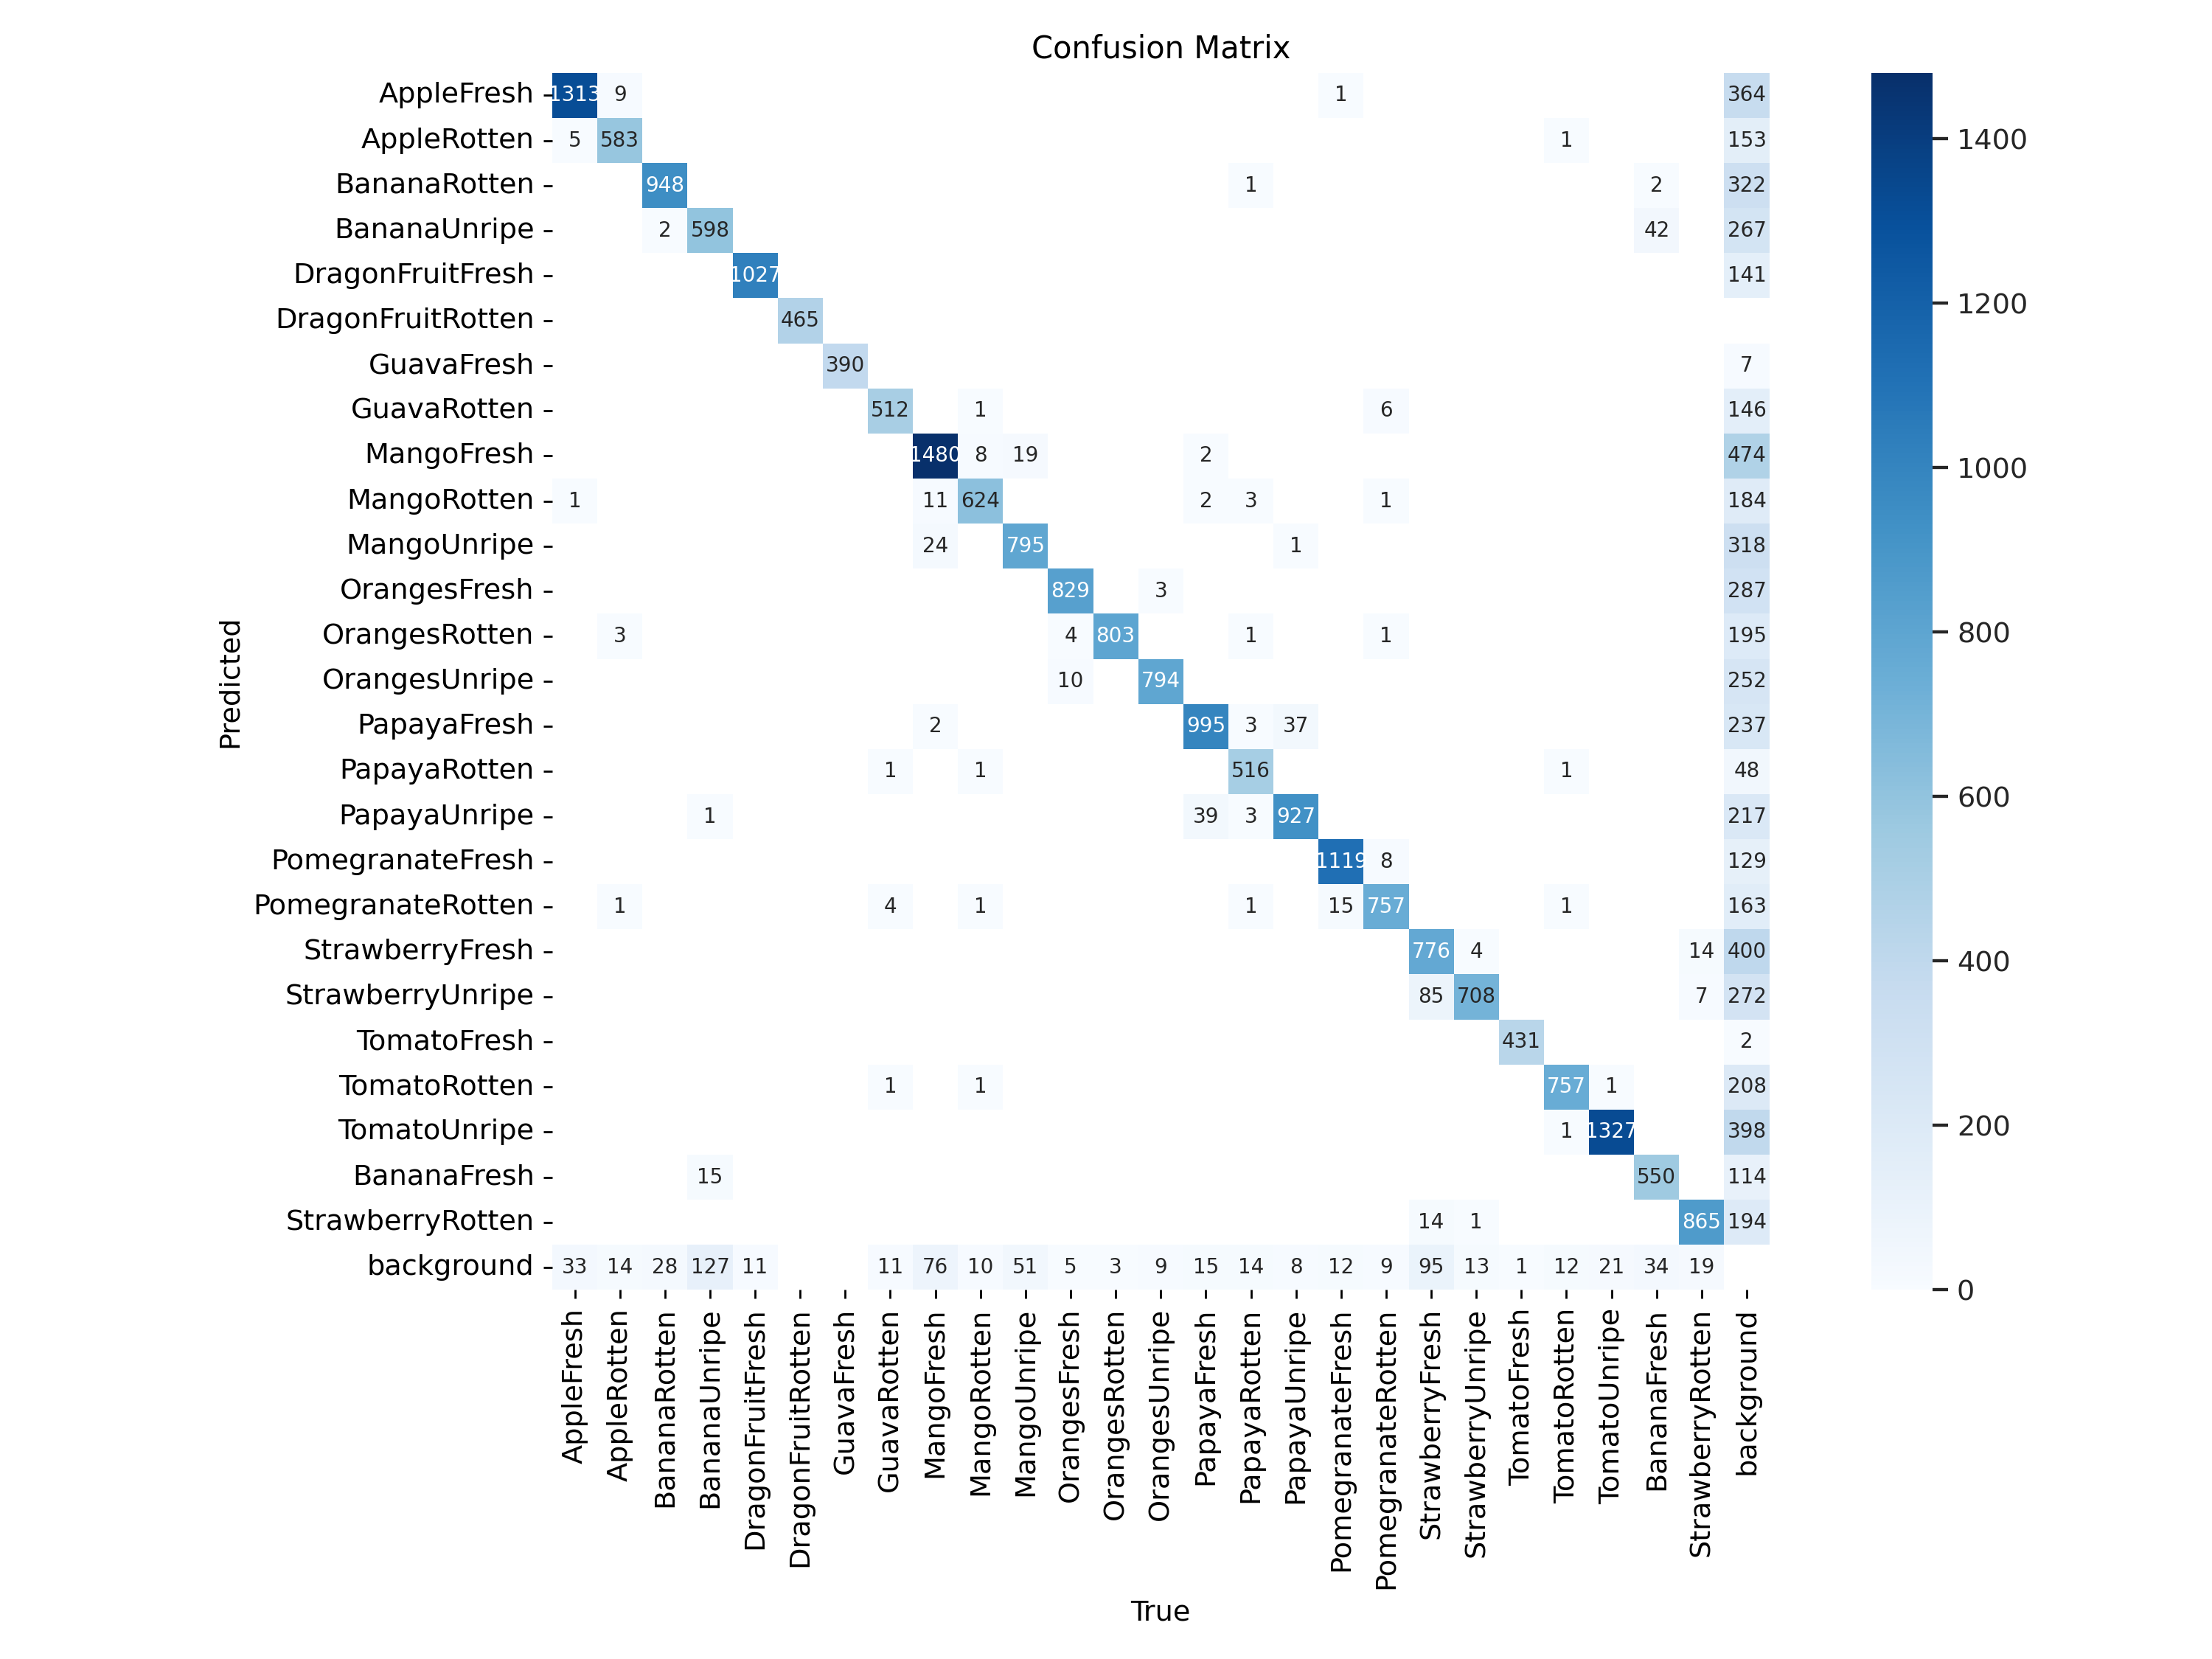 Confusion Matrix
AppleFresh 1313 9 1 364
AppleRotten 5 583 1 153 1400
BananaRotten 948 1 2 322
BananaUnripe 2 598 42 267
DragonFruitFresh 1027 141 1200
DragonFruitRotten 465
GuavaFresh 390 7
GuavaRotten 512 1 6 146
MangoFresh 1480 8 19 2 474 1000
MangoRotten 1 11 624 2 3 1 184
MangoUnripe 24 795 1 318
OrangesFresh 829 3 287
OrangesRotten 3 4 803 1 1 195 800
OrangesUnripe 10 794 252
Predicted
PapayaFresh 2 995 3 37 237
PapayaRotten 1 1 516 1 48
PapayaUnripe 1 39 3 927 217 600
PomegranateFresh 1119 8 129
PomegranateRotten 1 4 1 1 15 757 1 163
StrawberryFresh 776 4 14 400 400
StrawberryUnripe 85 708 7 272
TomatoFresh 431 2
TomatoRotten 1 1 757 1 208
TomatoUnripe 1 1327 398 200
BananaFresh 15 550 114
StrawberryRotten 14 1 865 194
background 33 14 28 127 11 11 76 10 51 5 3 9 15 14 8 12 9 95 13 1 12 21 34 19 0
AppleFresh
AppleRotten
BananaRotten
BananaUnripe
DragonFruitFresh
DragonFruitRotten
GuavaFresh
GuavaRotten
MangoFresh
MangoRotten
MangoUnripe
OrangesFresh
OrangesRotten
OrangesUnripe
PapayaFresh
PapayaRotten
PapayaUnripe
PomegranateFresh
PomegranateRotten
StrawberryFresh
StrawberryUnripe
TomatoFresh
TomatoRotten
TomatoUnripe
BananaFresh
StrawberryRotten
background
True